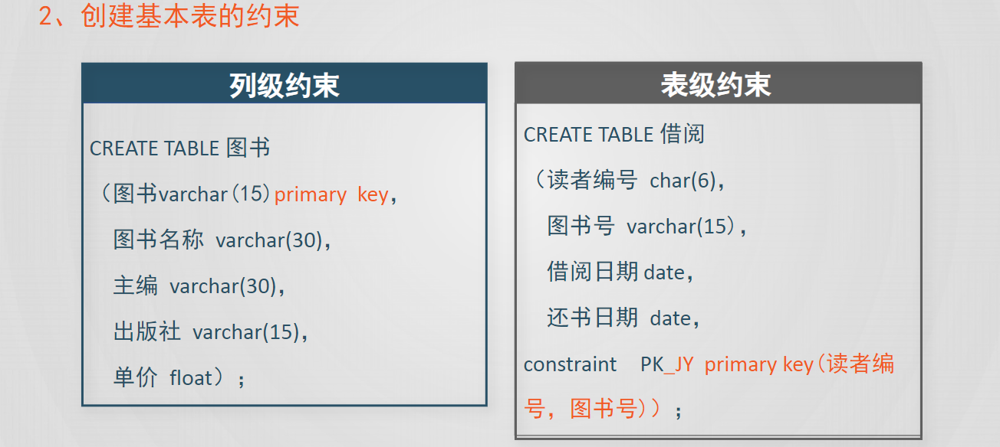 2、创建基本表的约束
列级约束
CREATE TABLE 图书
（图书varchar(15)primary key，
图书名称 varchar(30)，
主编 varchar(30)，
出版社 varchar(15)，
单价 float）；
表级约束
CREATE TABLE 借阅
（读者编号 char(6)，
图书号 varchar(15)，
借阅日期 date，
还书日期 date，
constraint PK_JY primary key(读者编
号，图书号)）；